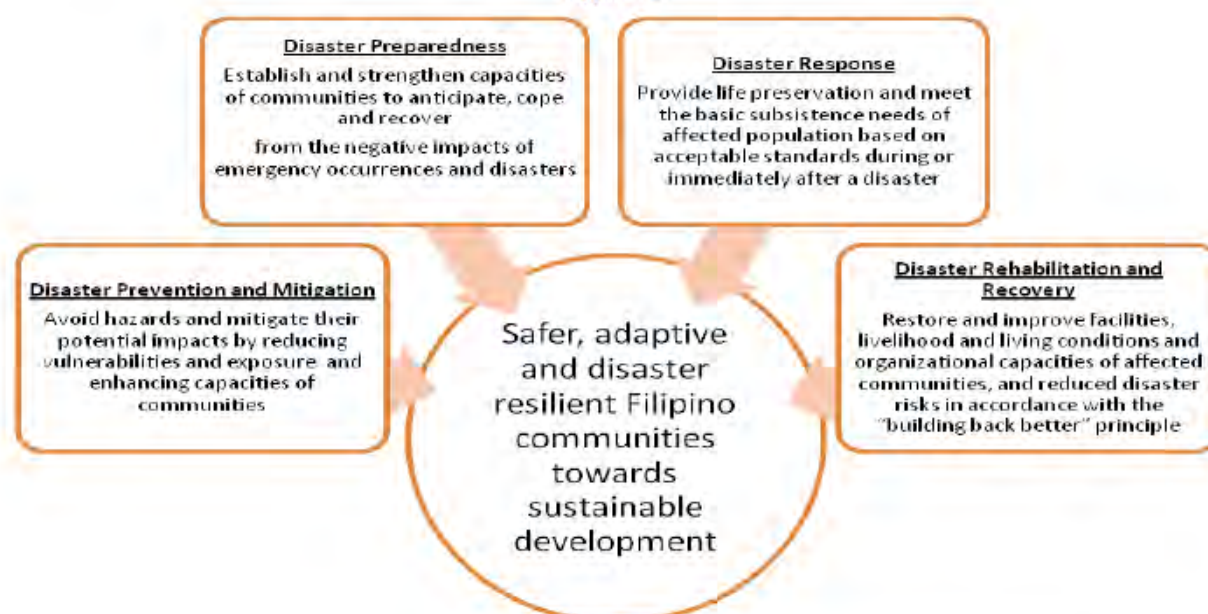 Disaster Preparedness
Establish and strengthen capacities
of communities to anticipate, cope
and recover
from the negative impacts of
emergency occurrences and disasters
Disaster Response
Provide life preservation and meet
the basic subsistence needs of
affected population based on
acceptable standards during or
immediately after a disaster
Disaster Prevention and Mitigation
Avoid hazards and mitigate their
potential impacts by reducing
vulnerabilities and exposure and
enhancing capacities of
communities
Disaster Rehabilitation and
Recovery
Restore and improve facilities,
livelihood and living conditions and
organizational capacities of affected
communities, and reduced disaster
risks in accordance with the
"building back better" principle
Safer, adaptive
and disaster
resilient Filipino
communities
towards
sustainable
development